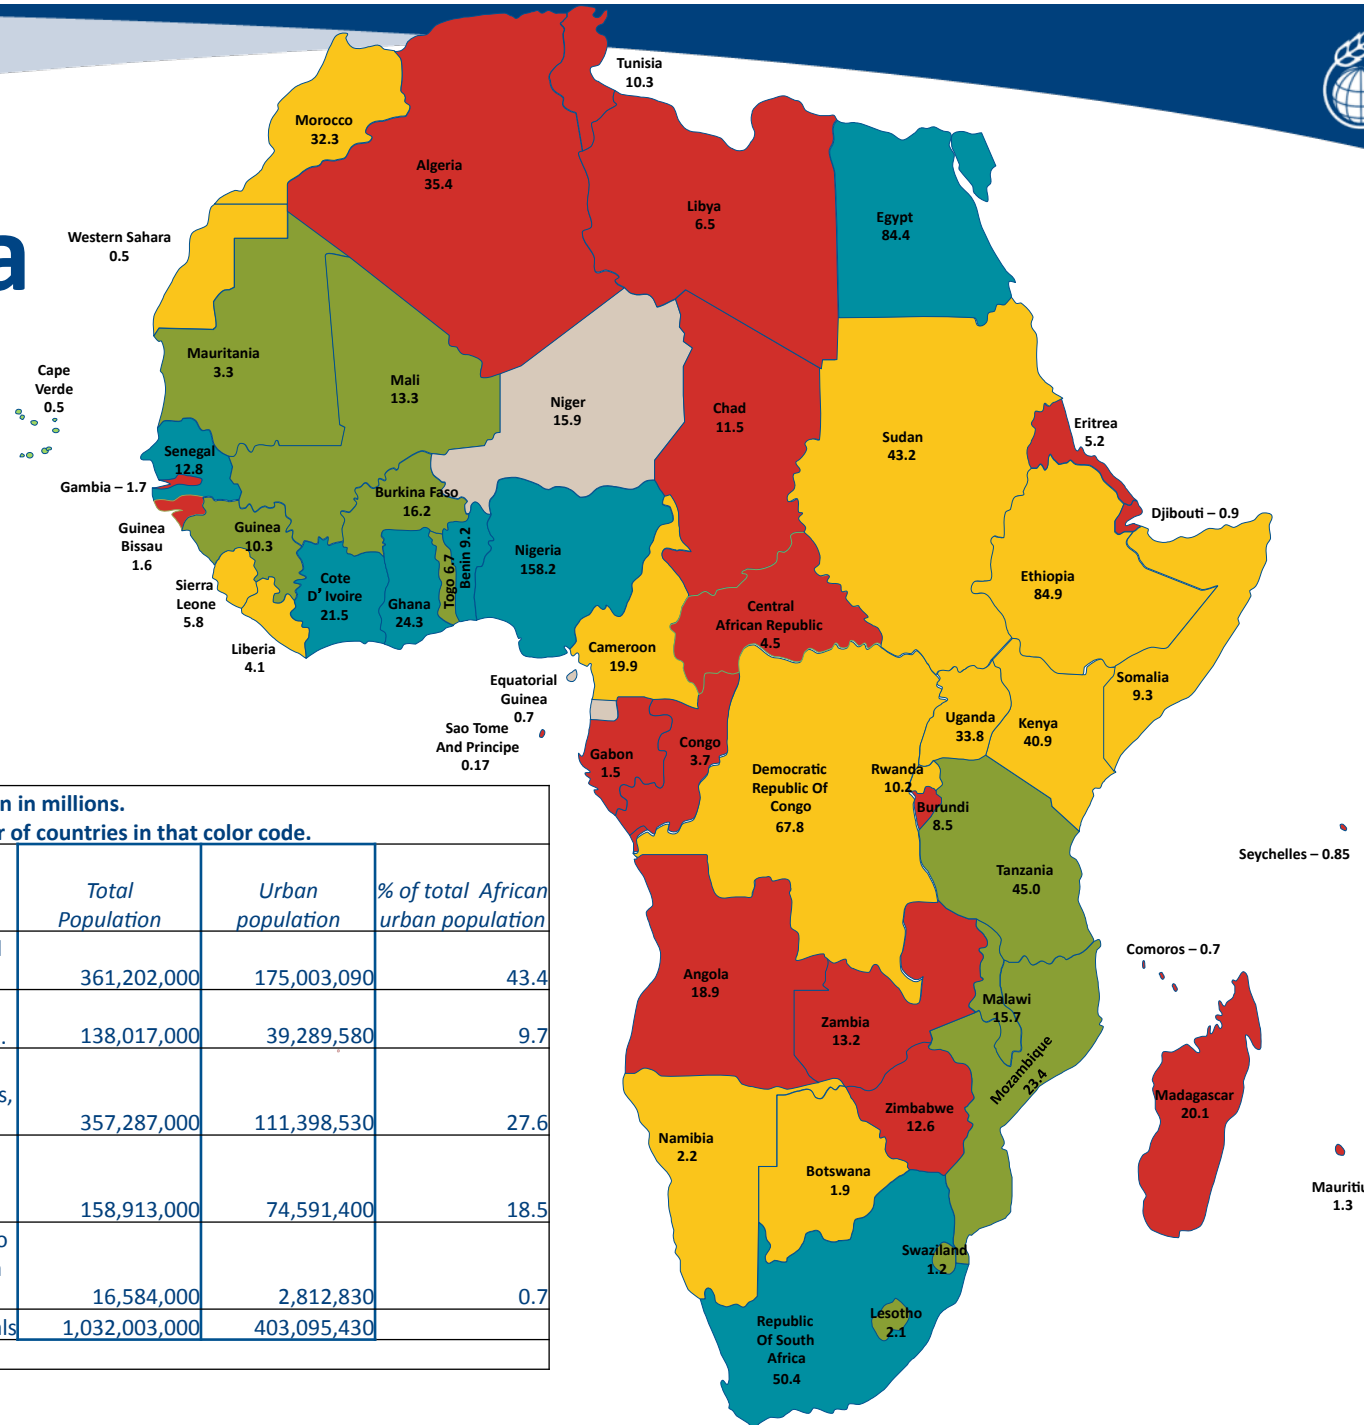 Tunisia
10.3
Morocco
32.3
Algeria
35.4
Libya
6.5
Egypt
84.4
Western Sahara
0.5
a
Mauritania
3.3
Cape
Verde
0.5
Mali
13.3
Niger
15.9
Chad
11.5
Sudan
43.2
Eritrea
5.2
Senegal
12.8
Gambia – 1.7
Burkina Faso
16.2
Djibouti – 0.9
Guinea
Bissau
1.6
Guinea
10.3
Togo 6.7
Benin 9.2
Nigeria
158.2
Sierra
Leone
5.8
Cote
D’ Ivoire
21.5
Ghana
24.3
Ethiopia
84.9
Central
African Republic
4.5
Liberia
4.1
Cameroon
19.9
Equatorial
Guinea
0.7
Somalia
9.3
Uganda
33.8
Kenya
40.9
Sao Tome
And Principe
0.17
Gabon
1.5
Congo
3.7
Democratic
Republic Of
Congo
67.8
Rwanda
10.2
Burundi
8.5
Seychelles – 0.85
Tanzania
45.0
Comoros – 0.7
Angola
18.9
Zambia
13.2
Malawi
15.7
Mozambique
23.4
Madagascar
20.1
Zimbabwe
12.6
Namibia
2.2
Botswana
1.9
Mauritiu
1.3
Swaziland
1.2
Lesotho
2.1
Republic
Of South
Africa
50.4
n in millions.
r of countries in that color code.
Total Population Urban population % of total African urban population
361,202,000 175,003,090 43.4
. 138,017,000 39,289,580 9.7
s,
357,287,000 111,398,530 27.6
158,913,000 74,591,400 18.5
o
16,584,000 2,812,830 0.7
als 1,032,003,000 403,095,430